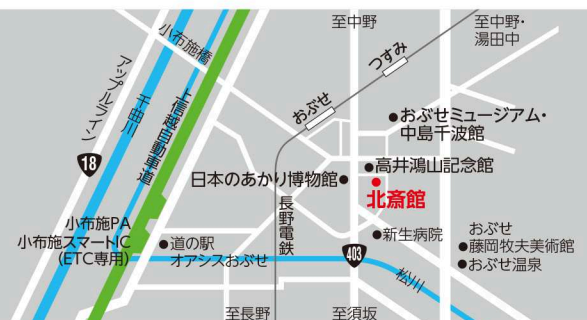 至中野
至中野・
湯田中
小布施橋
アップルライン
千曲川
上信越自動車道
つすみ
おぶせ
おぶせミュージアム・
中島千波館
18
高井鴻山記念館
日本のあかり博物館
北斎館
長野電鉄
小布施PA
小布施スマートIC
(ETC専用)
道の駅
オアシスおぶせ
403
新生病院
おぶせ
藤岡牧夫美術館
おぶせ温泉
松川
至長野
至須坂